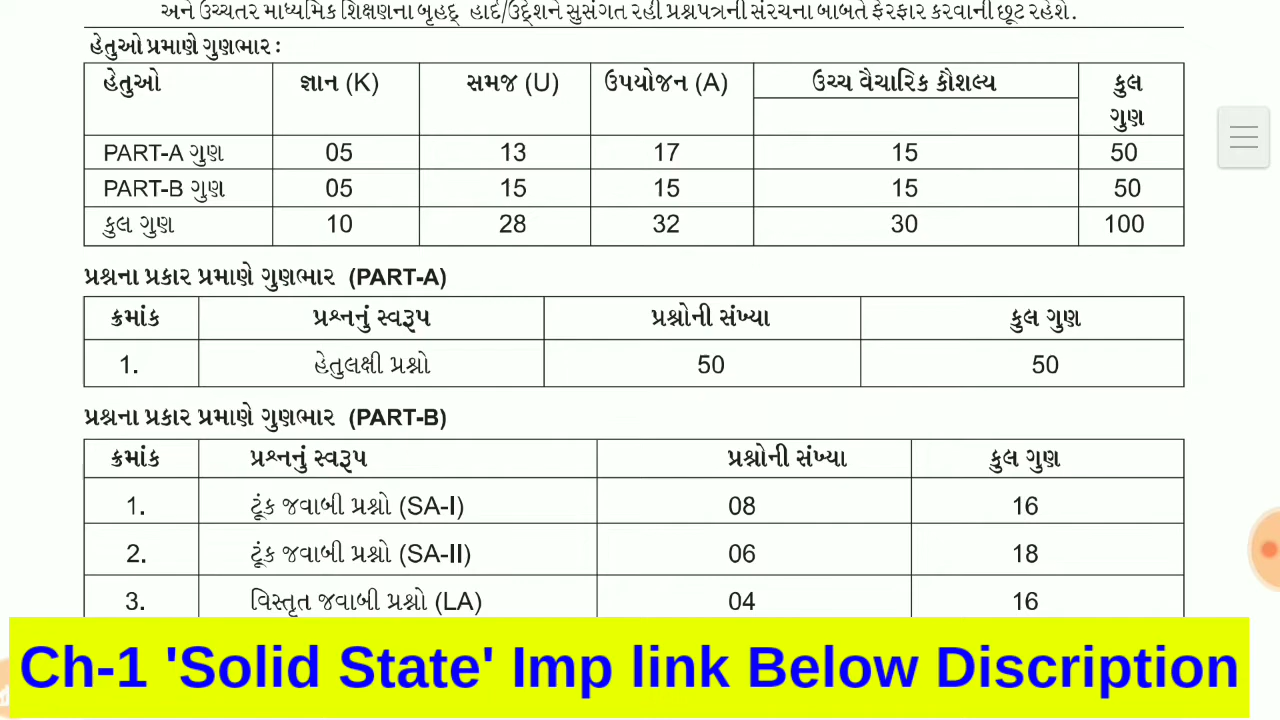 અને ઉચ્ચતર માધ્યમિક શિક્ષણના બૃહદ્ હાર્દ/ઉદ્દેશને સુસંગત રહી પ્રશ્નપત્રની સંરચના બાબતે ફેરફાર કરવાની છૂટ રહેશે.
હેતુઓ પ્રમાણે ગુણભાર :
હેતુઓ જ્ઞાન (K) સમજ (U) ઉપયોજન (A) ઉચ્ચ વૈચારિક કૌશલ્ય કુલ
ગુણ
PART-A ગુણ 05 13 17 15 50
PART-B ગુણ 05 15 15 15 50
કુલ ગુણ 10 28 32 30 100
પ્રશ્નના પ્રકાર પ્રમાણે ગુણભાર (PART-A)
ક્રમાંક પ્રશ્નનું સ્વરૂપ પ્રશ્નોની સંખ્યા કુલ ગુણ
1. હેતુલક્ષી પ્રશ્નો 50 50
પ્રશ્નના પ્રકાર પ્રમાણે ગુણભાર (PART-B)
ક્રમાંક પ્રશ્નનું સ્વરૂપ પ્રશ્નોની સંખ્યા કુલ ગુણ
1. ટૂંક જવાબી પ્રશ્નો (SA-I) 08 16
2. ટૂંક જવાબી પ્રશ્નો (SA-II) 06 18
3. વિસ્તૃત જવાબી પ્રશ્નો (LA) 04 16
Ch-1 'Solid State' Imp link Below Discription